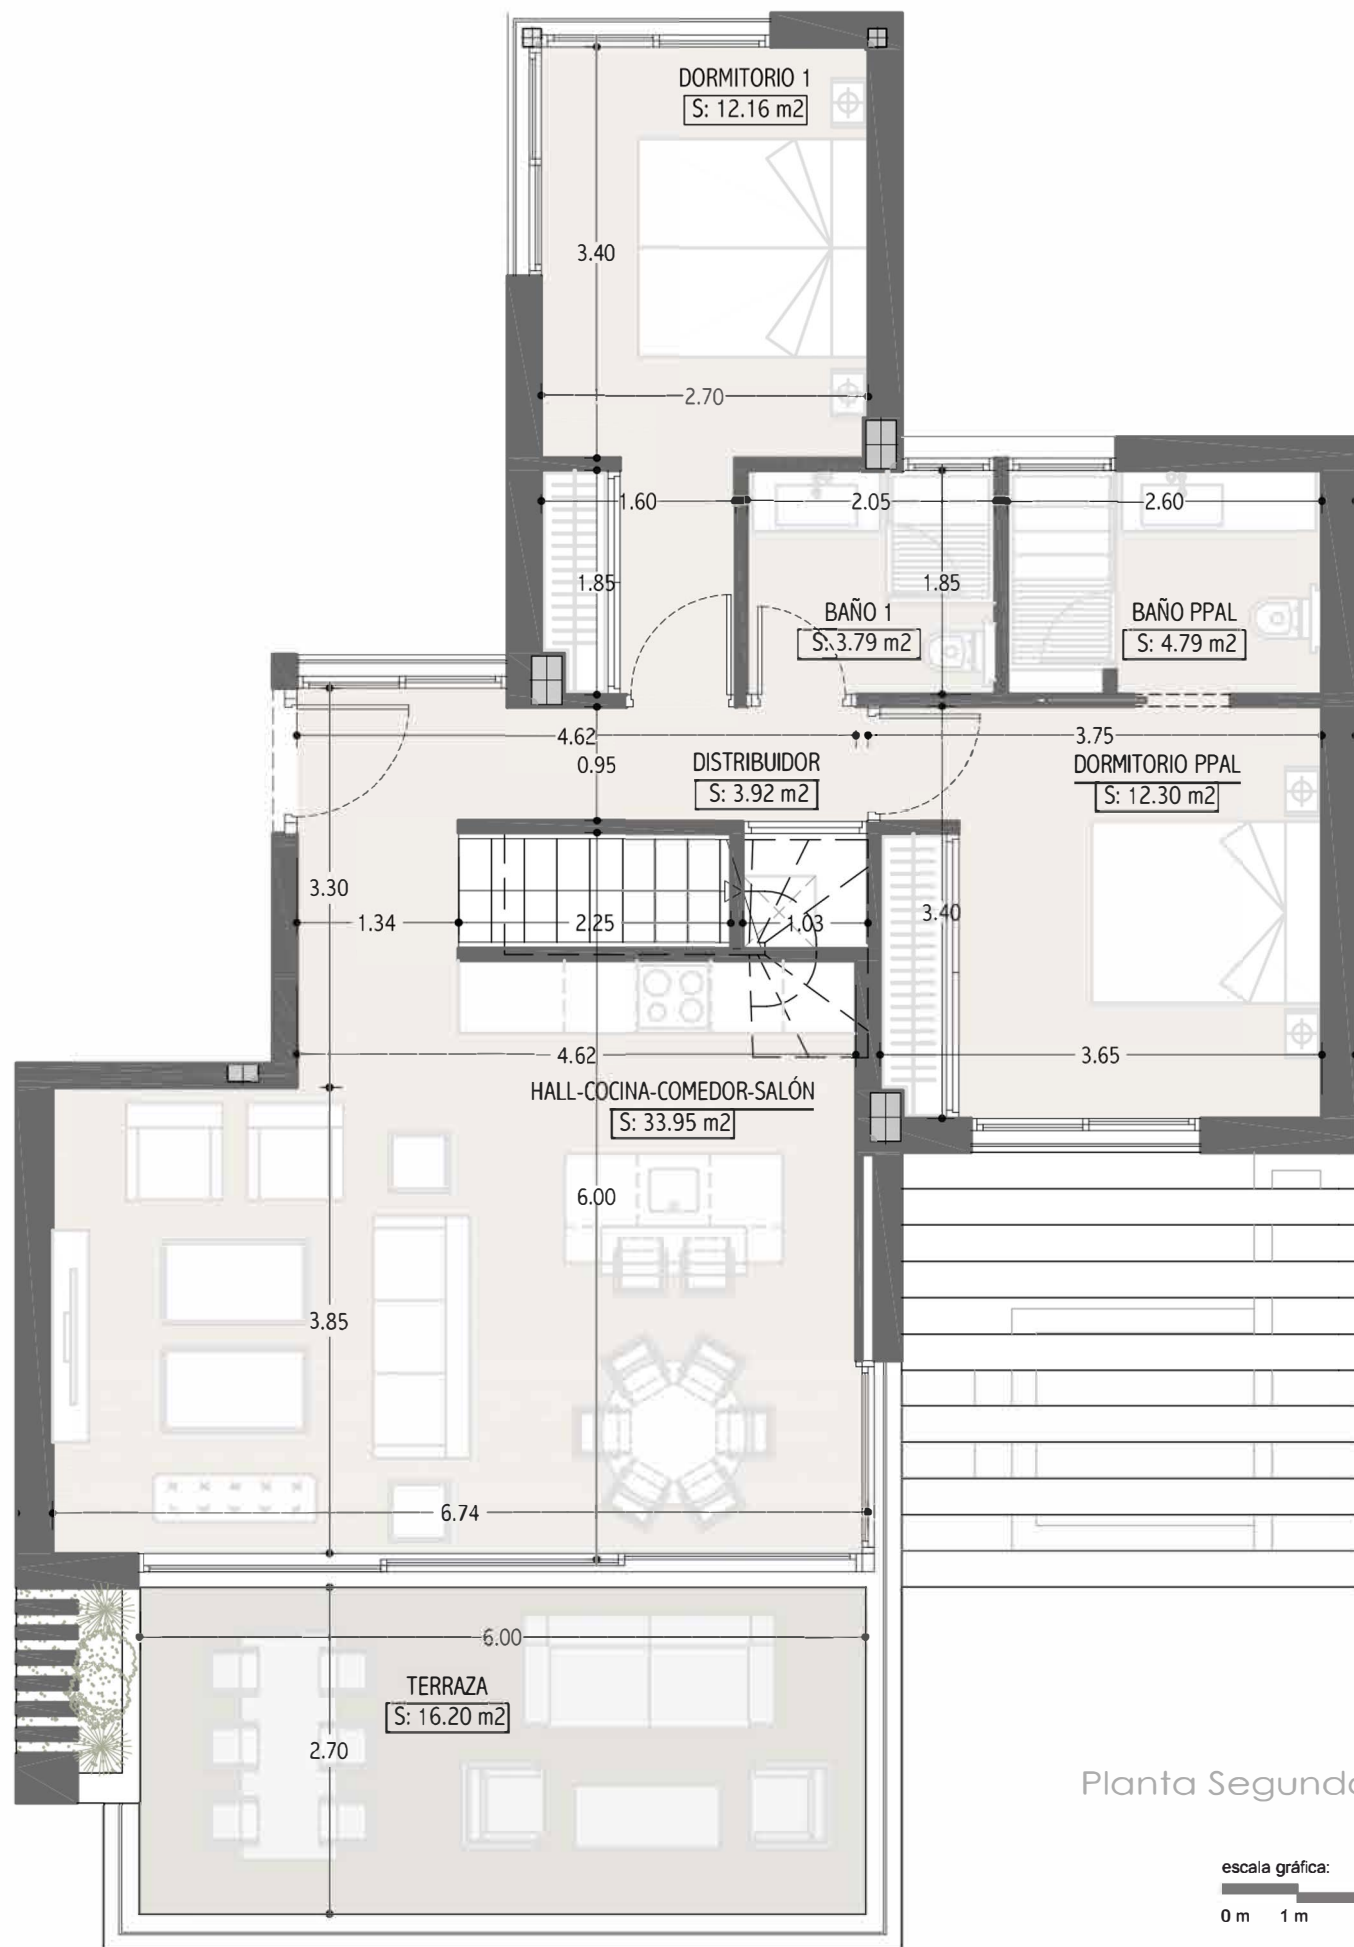 DORMITORIO 1
S: 12.16 m2
3.40
2.70
1.60
2.05
2.60
1.85
1.85
BAÑO 1
S: 3.79 m2
BAÑO PPAL
S: 4.79 m2
4.62
3.75
0.95
DISTRIBUIDOR
S: 3.92 m2
DORMITORIO PPAL
S: 12.30 m2
3.30
1.34
2.25
1.03
3.40
4.62
3.65
HALL-COCINA-COMEDOR-SALÓN
S: 33.95 m2
6.00
3.85
6.74
6.00
TERRAZA
S: 16.20 m2
2.70
Planta Segunda
escala gráfica:
0 m 1 m